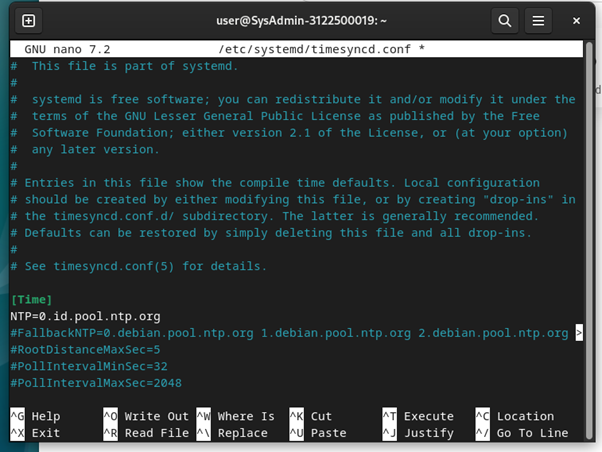 user@SysAdmin-3122500019: ~
GNU nano 7.2 /etc/systemd/timesyncd.conf *
#  This file is part of systemd.
#
#  systemd is free software; you can redistribute it and/or modify it under the
#  terms of the GNU Lesser General Public License as published by the Free
#  Software Foundation; either version 2.1 of the License, or (at your option)
#  any later version.
#
# Entries in this file show the compile time defaults. Local configuration
# should be created by either modifying this file, or by creating "drop-ins" in
# the timesyncd.conf.d/ subdirectory. The latter is generally recommended.
# Defaults can be restored by simply deleting this file and all drop-ins.
#
# See timesyncd.conf(5) for details.
[Time]
NTP=0.id.pool.ntp.org
#FallbackNTP=0.debian.pool.ntp.org 1.debian.pool.ntp.org 2.debian.pool.ntp.org >
#RootDistanceMaxSec=5
#PollIntervalMinSec=32
#PollIntervalMaxSec=2048
^G Help ^O Write Out ^W Where Is ^K Cut ^T Execute ^C Location
^X Exit ^R Read File ^\ Replace ^U Paste ^J Justify ^/ Go To Line